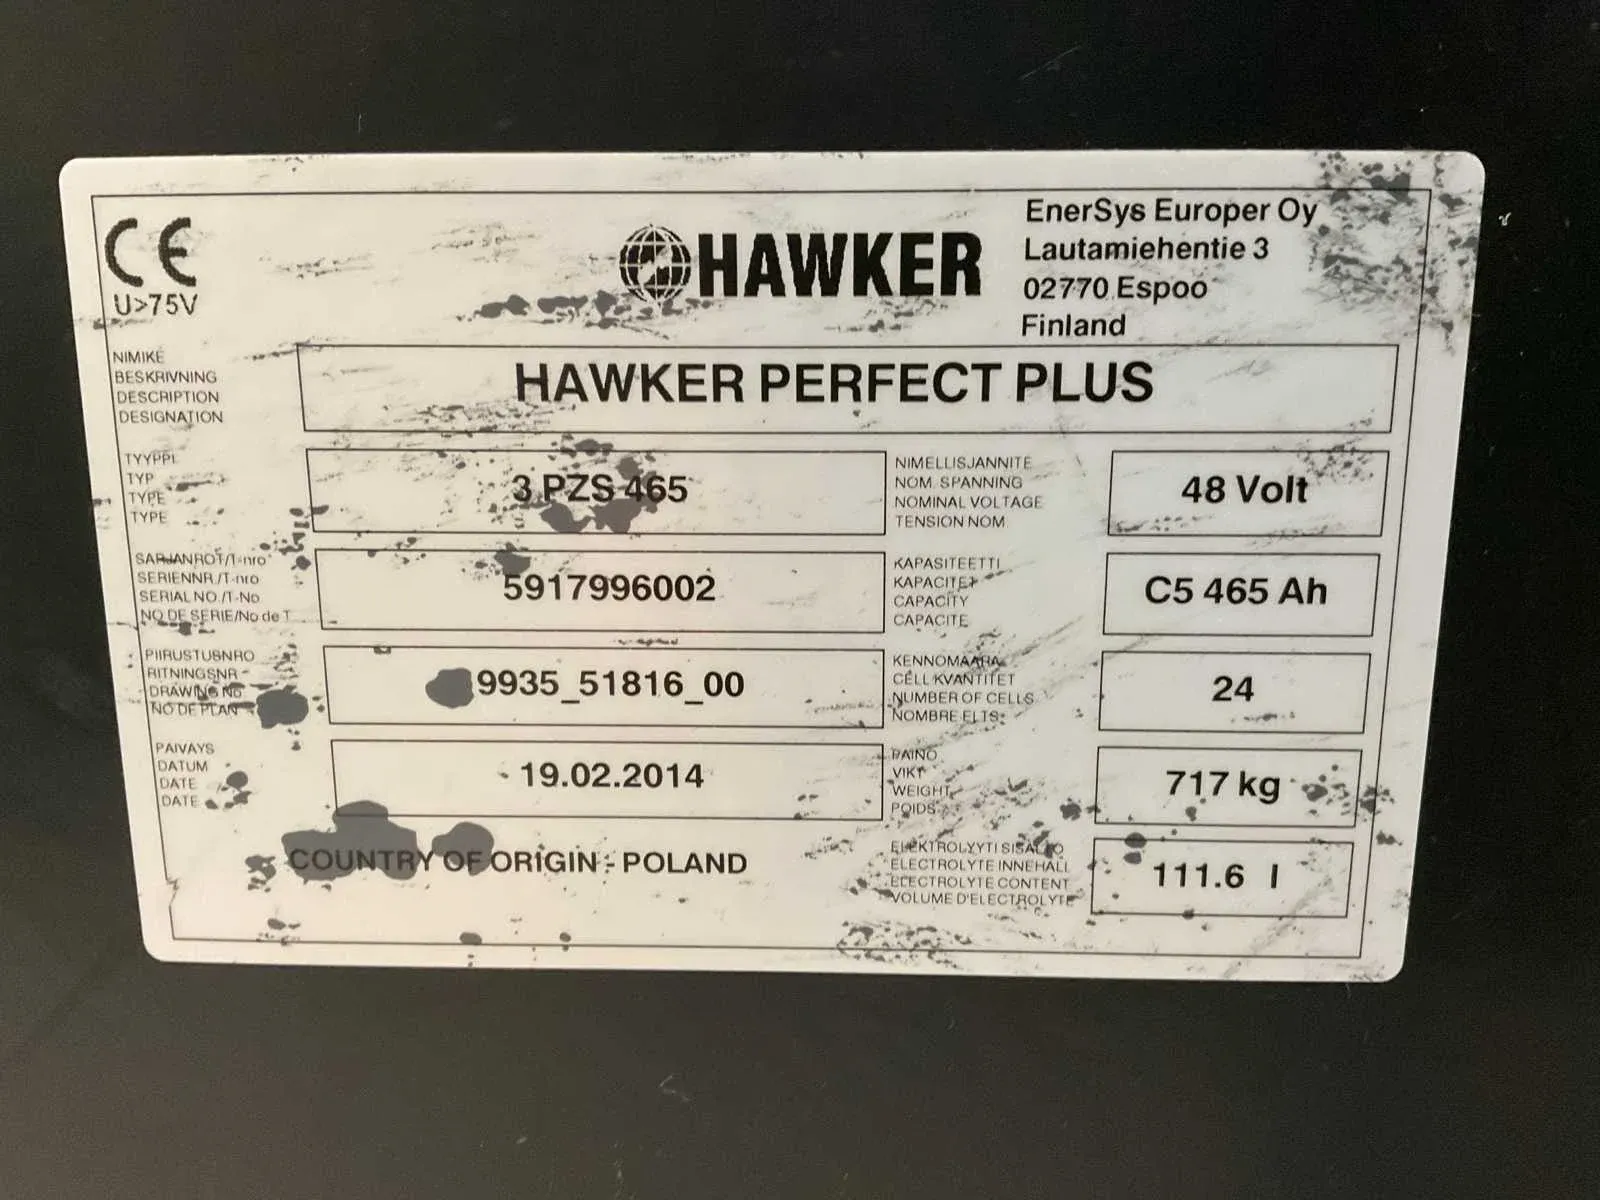 CE
U>75V
HAWKER
EnerSys Europer Oy
Lautamiehentie 3
02770 Espoo
Finland
NIMIKE
BESKRIVNING
DESCRIPTION
DESIGNATION
HAWKER PERFECT PLUS
TYYPPI
TYP
TYPE
TYPE
3 PZS 465
NIMELLISJANNITE
NOM. SPANNING
NOMINAL VOLTAGE
TENSION NOM.
48 Volt
SARJANROT/T-nro
SERIENNR./T-nro
SERIAL NO./T-No.
NO DE SERIE/No de T
5917996002
KAPASITEETTI
KAPACITET
CAPACITY
CAPACITE
C5 465 Ah
PIIRUSTUSNRO
RITNINGSNR
DRAWING NO
NO DE PLAN
9935_51816_00
KENNOMAARA
CELL KVANTITET
NUMBER OF CELLS
NOMBRE ELTS.
24
PAIVAYS
DATUM
DATE
DATE
19.02.2014
PAINO
VIKT
WEIGHT
POIDS
717 kg
COUNTRY OF ORIGIN - POLAND
ELEKTROLYYTI SISALTO
ELECTROLYTE INNEHALL
ELECTROLYTE CONTENT
VOLUME D'ELECTROLYTE
111.6 l